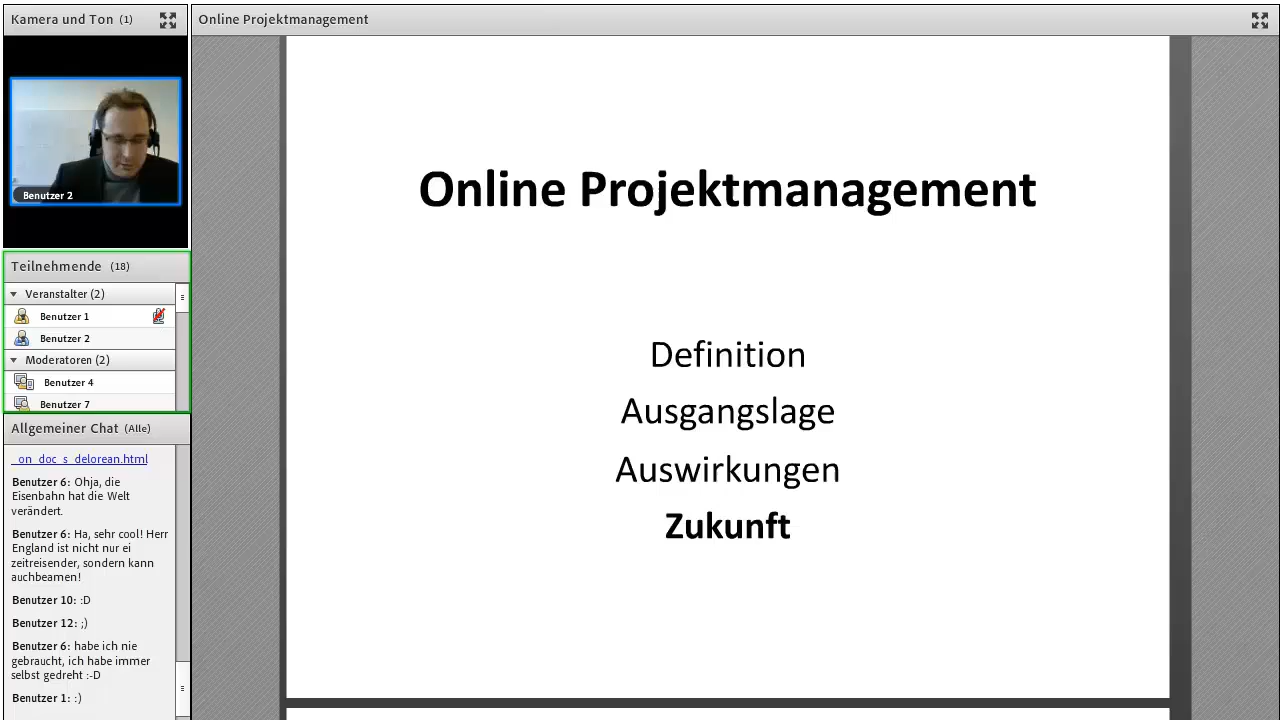 Kamera und Ton (1)
Benutzer 2
Teilnehmende (18)
Veranstalter (2)
Benutzer 1
Benutzer 2
Moderatoren (2)
Benutzer 4
Benutzer 7
Allgemeiner Chat (Alle)
_on_doc_s_delorean.html
Benutzer 6: Ohja, die
Eisenbahn hat die Welt
verändert.
Benutzer 6: Ha, sehr cool! Herr
England ist nicht nur ei
zeitreisender, sondern kann
auchbeamen!
Benutzer 10: :D
Benutzer 12: ;)
Benutzer 6: habe ich nie
gebraucht, ich habe immer
selbst gedreht :-D
Benutzer 1: :)
Online Projektmanagement
Online Projektmanagement
Definition
Ausgangslage
Auswirkungen
Zukunft